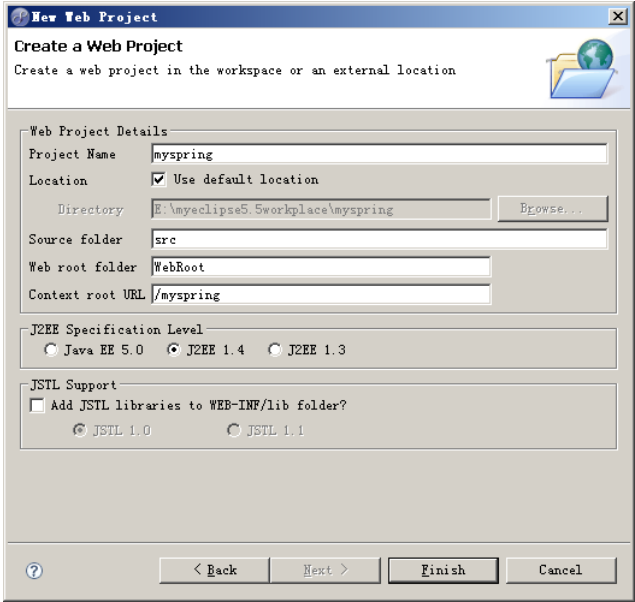 New Web Project
Create a Web Project
Create a web project in the workspace or an external location
Web Project Details
Project Name myspring
Location Use default location
Directory E:\myeclipse5.5workplace\myspring Browse...
Source folder src
Web root folder WebRoot
Context root URL /myspring
J2EE Specification Level
Java EE 5.0 J2EE 1.4 J2EE 1.3
JSTL Support
Add JSTL libraries to WEB-INF/lib folder?
JSTL 1.0 JSTL 1.1
? < Back Next > Finish Cancel